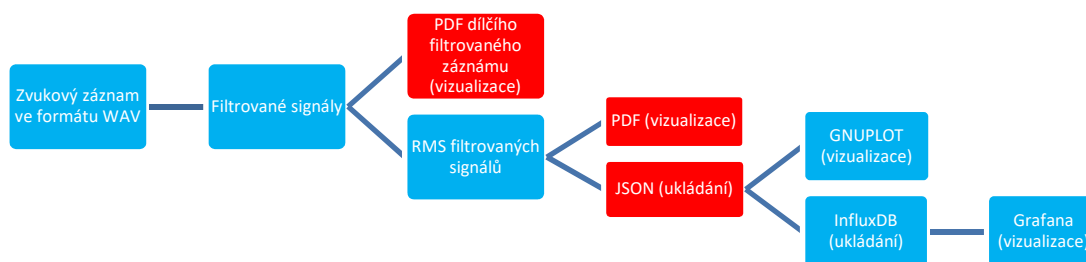 Zvukový záznam
ve formátu WAV
Filtrované signály
PDF dílčího
filtrovaného
záznámu
(vizualizace)
RMS filtrovaných
signálů
PDF (vizualizace)
JSON (ukládání)
GNUPLOT
(vizualizace)
InfluxDB
(ukládání)
Grafana
(vizualizace)